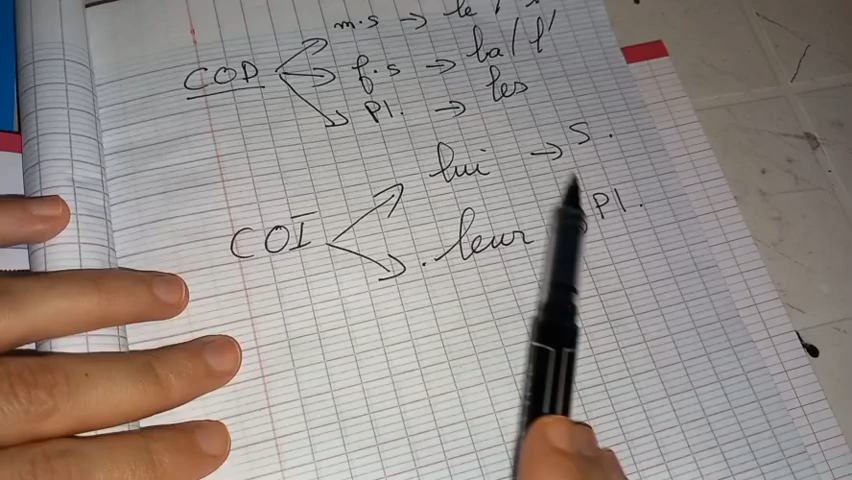 m.s → le /
COD f.s → la / l'
Pl. → les
lui → S.
COI
. leur → Pl.